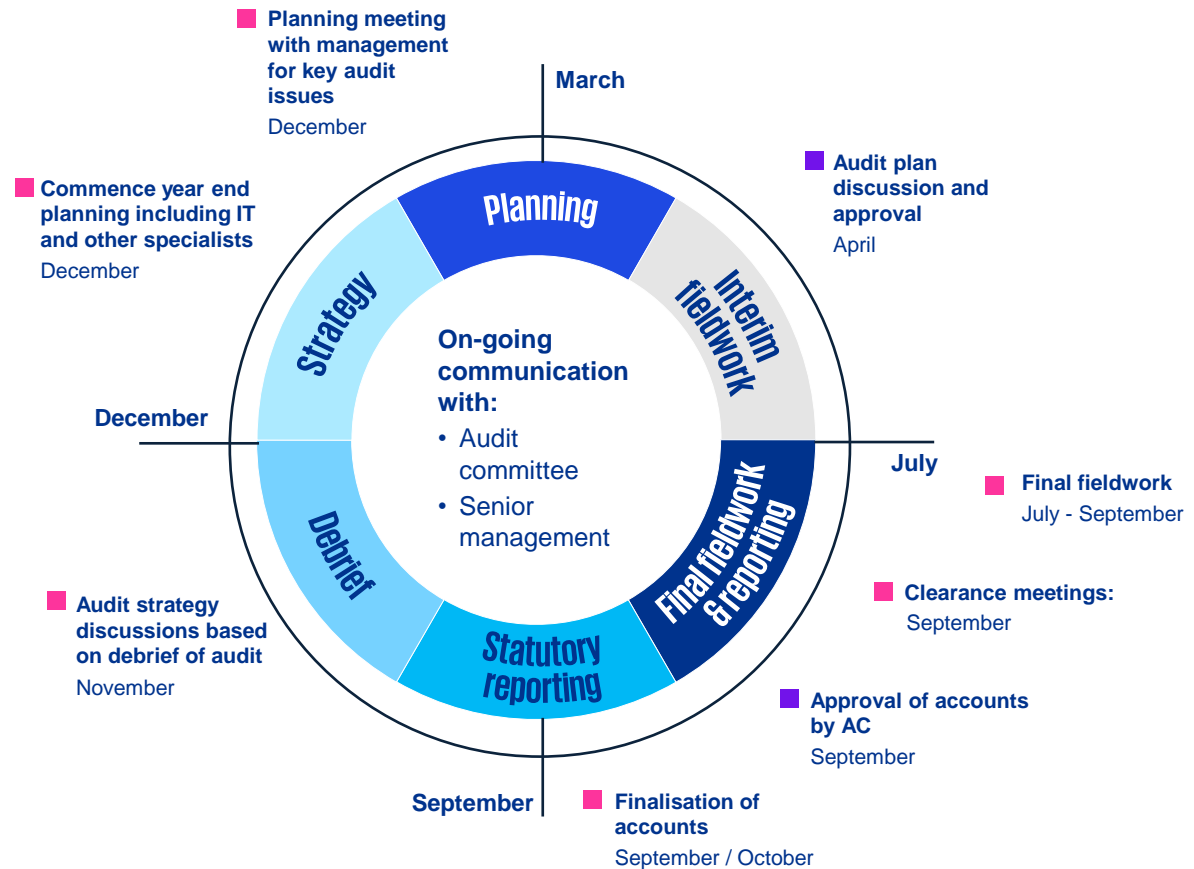 Planning meeting
with management
for key audit
issues
December
March
Audit plan
discussion and
approval
April
Commence year end
planning including IT
and other specialists
December
Planning
Strategy
Interim
fieldwork
On-going
communication
with:
• Audit
committee
• Senior
management
December
July
Final fieldwork
July - September
Final fieldwork
& reporting
Debrief
Clearance meetings:
September
Audit strategy
discussions based
on debrief of audit
November
Statutory
reporting
Approval of accounts
by AC
September
September
Finalisation of
accounts
September / October